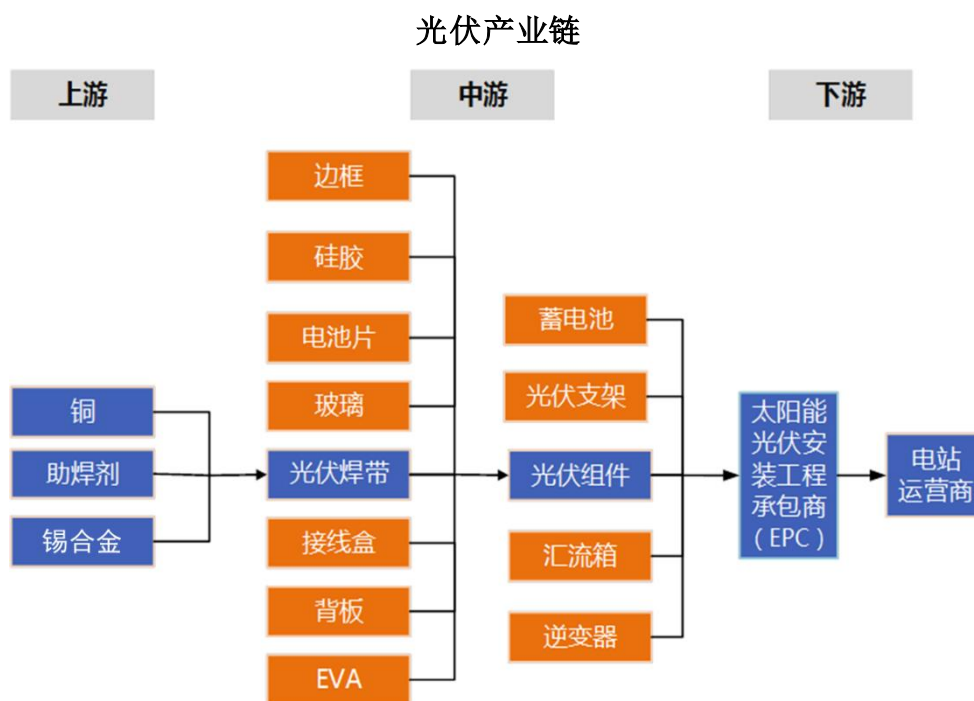 光伏产业链
上游
中游
下游
边框
硅胶
电池片
玻璃
光伏焊带
接线盒
背板
EVA
铜
助焊剂
锡合金
蓄电池
光伏支架
光伏组件
汇流箱
逆变器
太阳能
光伏安
装工程
承包商
（EPC）
电站
运营商